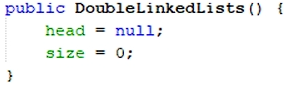 public DoubleLinkedLists() {
    head = null;
    size = 0;
}